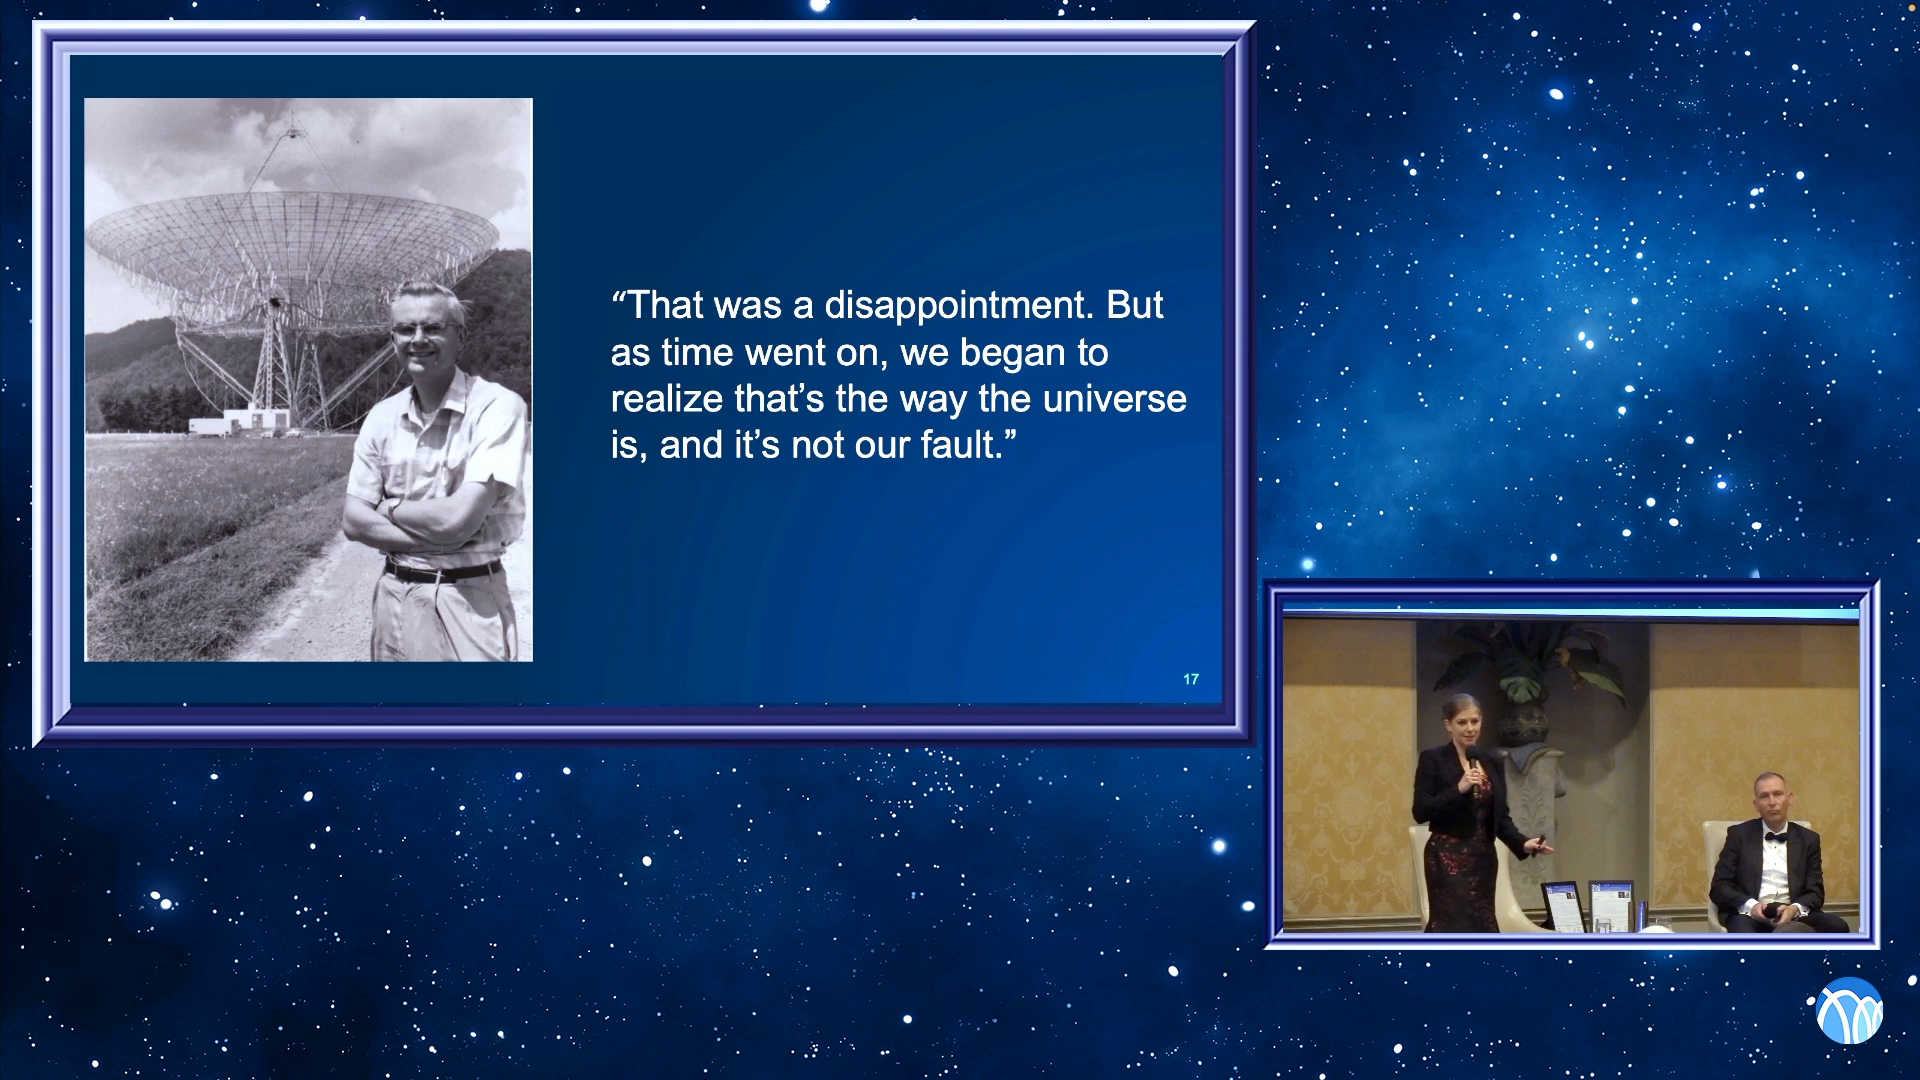 “That was a disappointment. But
as time went on, we began to
realize that’s the way the universe
is, and it’s not our fault.”
17